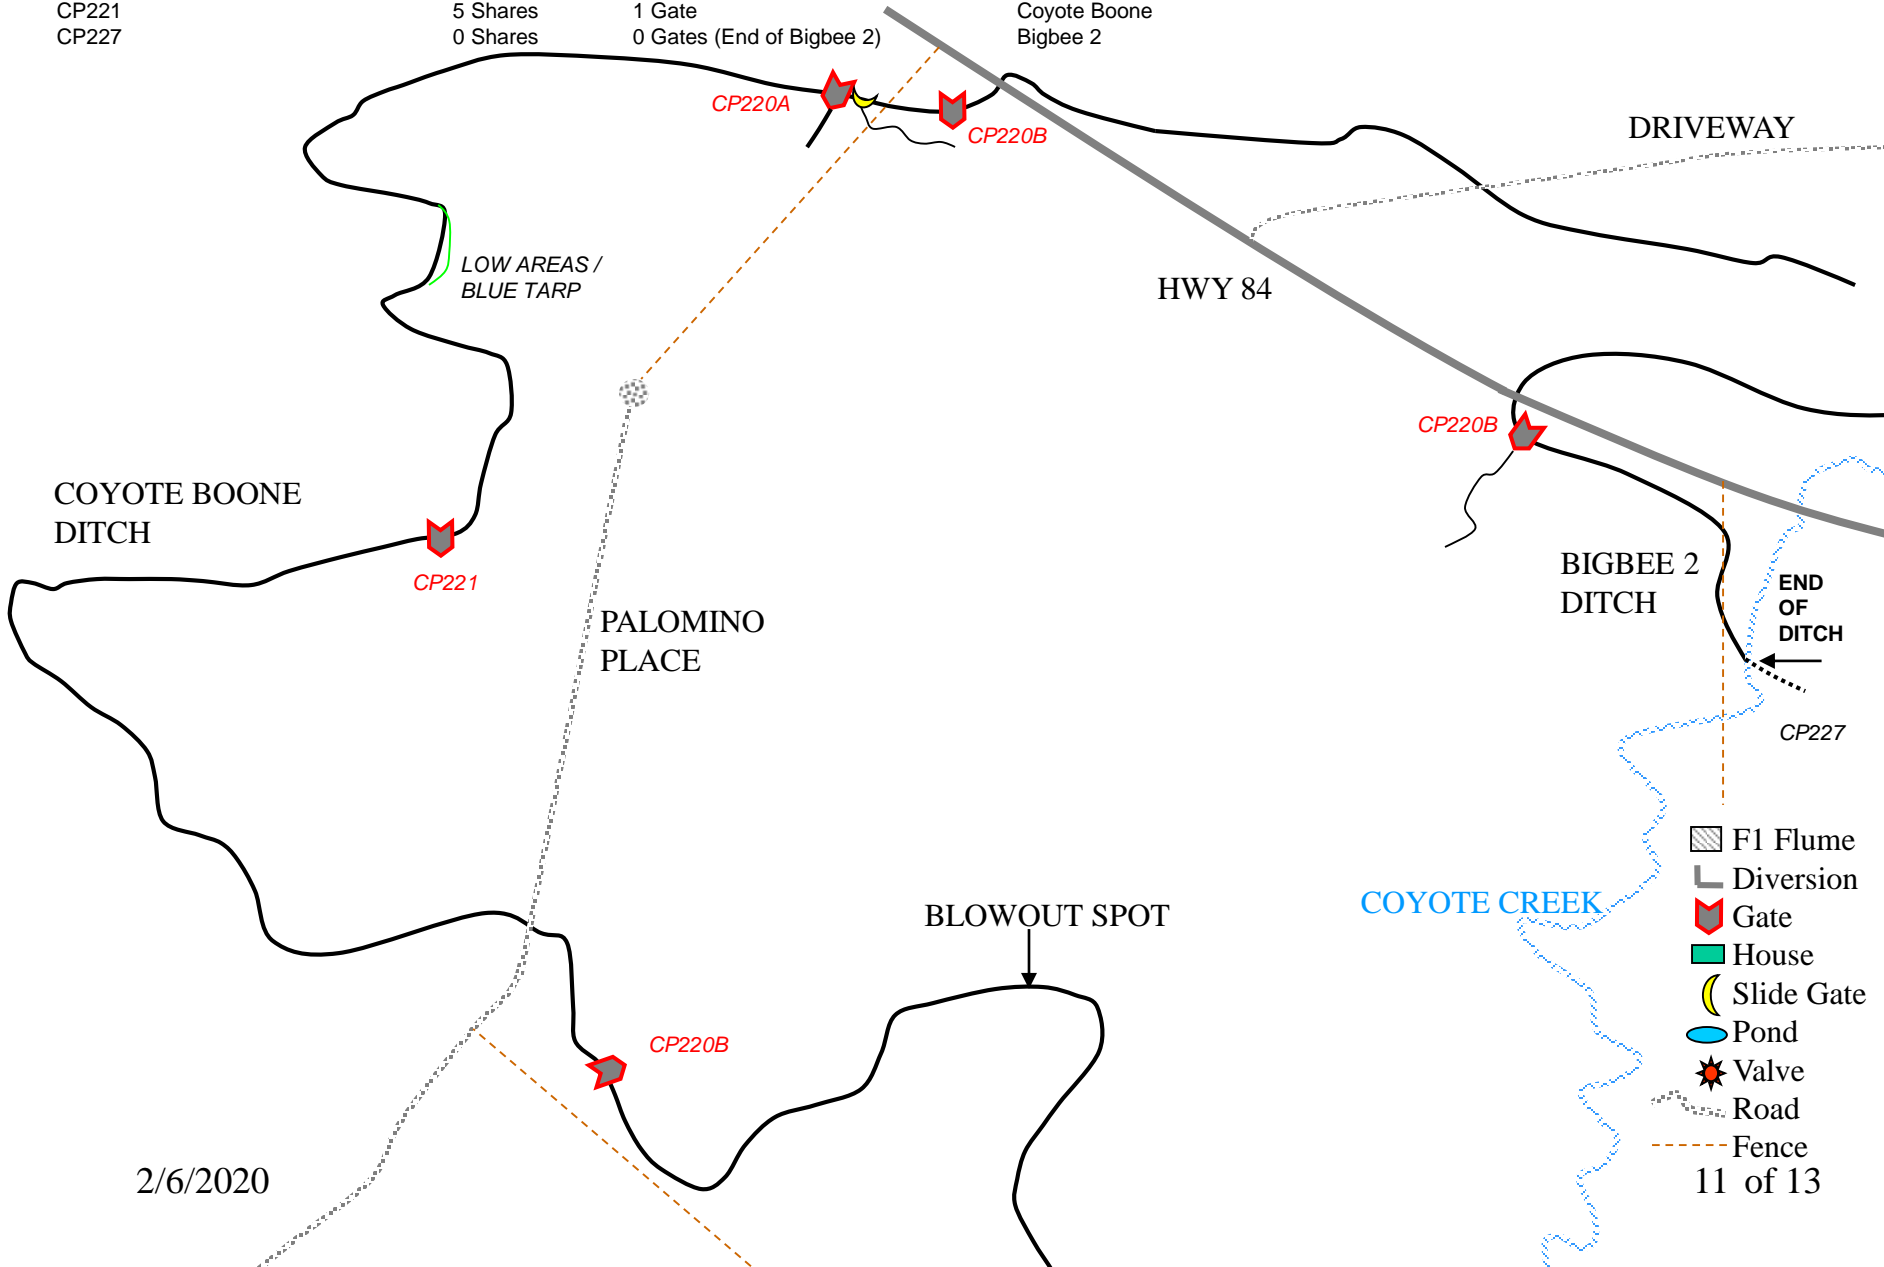 CP221 5 Shares 1 Gate Coyote Boone
CP227 0 Shares 0 Gates (End of Bigbee 2) Bigbee 2
CP220A
CP220B
DRIVEWAY
LOW AREAS /
BLUE TARP
HWY 84
CP220B
COYOTE BOONE
DITCH
CP221
BIGBEE 2
DITCH
END
OF
DITCH
PALOMINO
PLACE
CP227
F1 Flume
Diversion
COYOTE CREEK
BLOWOUT SPOT
Gate
House
Slide Gate
Pond
CP220B
Valve
Road
Fence
2/6/2020
11 of 13